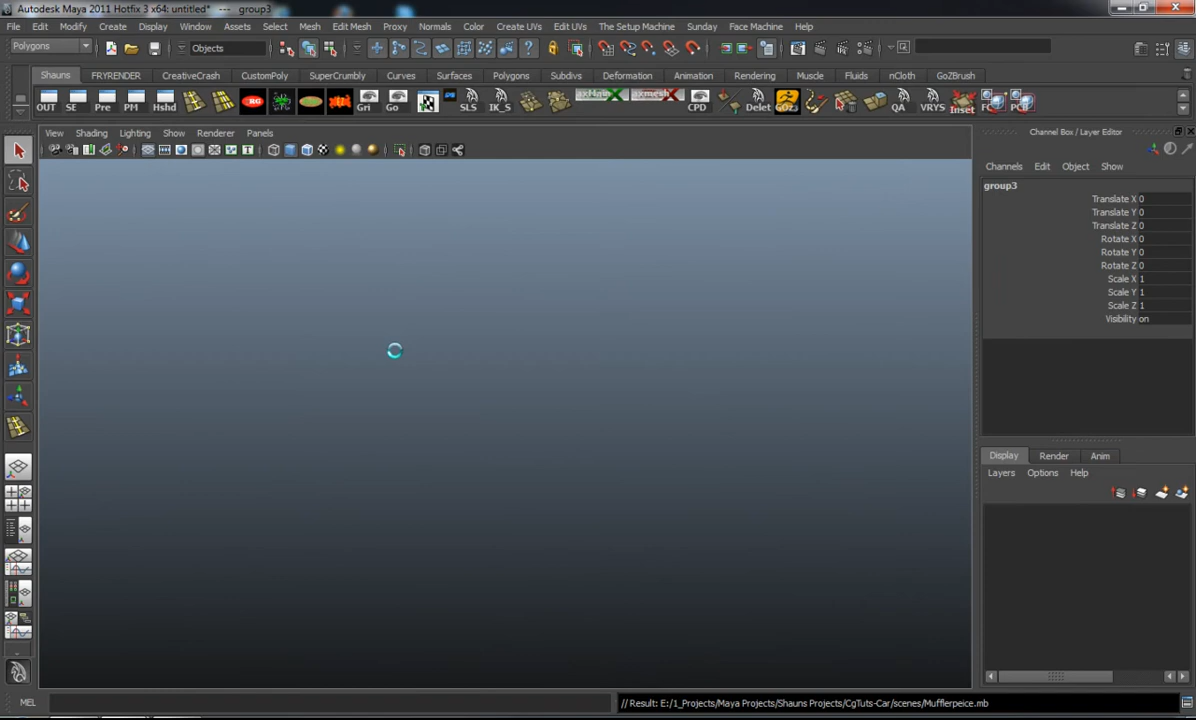 Autodesk Maya 2011 Hotfix 3 x64: untitled*   ---   group3
File Edit Modify Create Display Window Assets Select Mesh Edit Mesh Proxy Normals Color Create UVs Edit UVs The Setup Machine Sunday Face Machine Help
Polygons Objects
Shauns FRYRENDER CreativeCrash CustomPoly SuperCrumbly Curves Surfaces Polygons Subdivs Deformation Animation Rendering Muscle Fluids nCloth GoZBrush
OUT SE Pre PM Hshd RG Gri Go SLS IK_S axHair X axmesh X CPD Delet GOZ3 QA VRYS Inset FC PCB
View Shading Lighting Show Renderer Panels
Channel Box / Layer Editor
Channels Edit Object Show
group3
Translate X 0
Translate Y 0
Translate Z 0
Rotate X 0
Rotate Y 0
Rotate Z 0
Scale X 1
Scale Y 1
Scale Z 1
Visibility on
Display Render Anim
Layers Options Help
MEL
// Result: E:/1_Projects/Maya Projects/Shauns Projects/CgTuts-Car/scenes/Mufflerpeice.mb